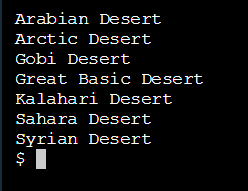 Arabian Desert
Arctic Desert
Gobi Desert
Great Basic Desert
Kalahari Desert
Sahara Desert
Syrian Desert
$